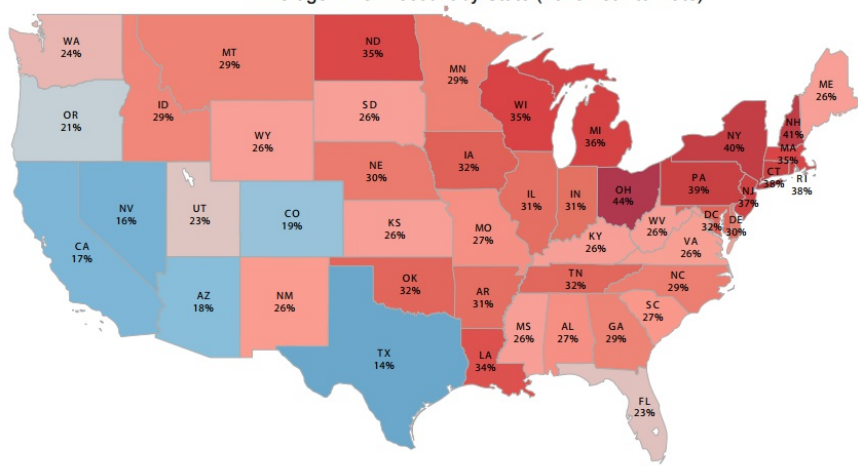 WA
24%
MT
29%
ND
35%
MN
29%
ME
26%
OR
21%
ID
29%
SD
26%
WI
35%
MI
36%
NY
40%
NH
41%
MA
35%
WY
26%
CT
38%
RI
38%
NE
30%
IA
32%
PA
39%
NJ
37%
NV
16%
UT
23%
CO
19%
IL
31%
IN
31%
OH
44%
DC
32%
DE
30%
CA
17%
KS
26%
MO
27%
KY
26%
WV
26%
VA
26%
AZ
18%
NM
26%
OK
32%
AR
31%
TN
32%
NC
29%
SC
27%
MS
26%
AL
27%
GA
29%
TX
14%
LA
34%
FL
23%